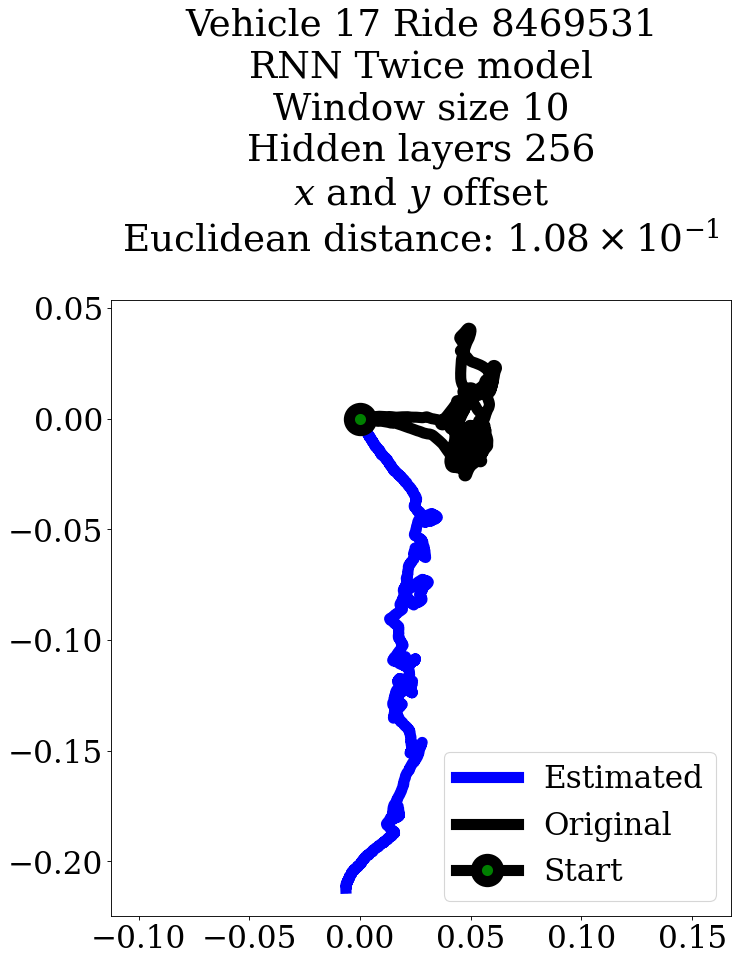 Vehicle 17 Ride 8469531
RNN Twice model
Window size 10
Hidden layers 256
x and y offset
Euclidean distance: 1.08 × 10⁻¹
0.05
0.00
−0.05
−0.10
−0.15
−0.20
Estimated
Original
Start
−0.10 −0.05 0.00 0.05 0.10 0.15